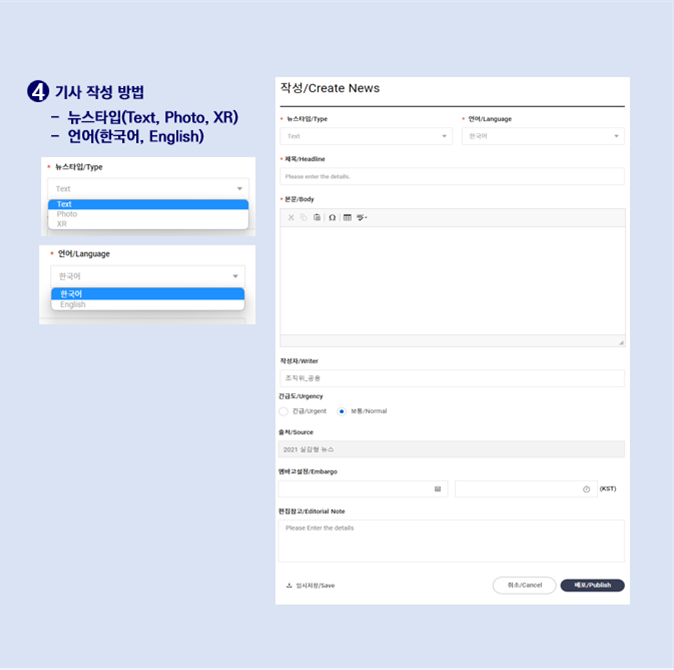 4 기사 작성 방법
- 뉴스타입(Text, Photo, XR)
- 언어(한국어, English)
* 뉴스타입/Type
Text
Text
Photo
XR
* 언어/Language
한국어
한국어
English
작성/Create News
* 뉴스타입/Type * 언어/Language
Text 한국어
* 제목/Headline
Please enter the details.
* 본문/Body
작성자/Writer
조직위_공용
긴급도/Urgency
긴급/Urgent 보통/Normal
출처/Source
2021 실감형 뉴스
엠바고설정/Embargo
(KST)
편집참고/Editorial Note
Please Enter the details
임시저장/Save 취소/Cancel 배포/Publish